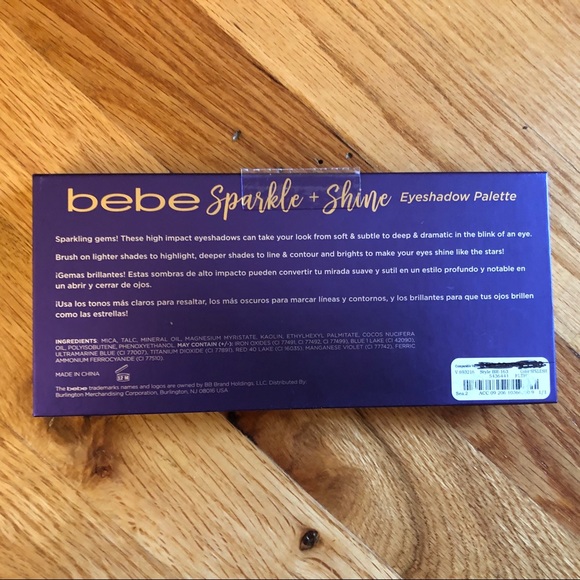 bebe Sparkle + Shine Eyeshadow Palette
Sparkling gems! These high impact eyeshadows can take your look from soft & subtle to deep & dramatic in the blink of an eye.
Brush on lighter shades to highlight, deeper shades to line & contour and brights to make your eyes shine like the stars!
¡Gemas brillantes! Estas sombras de alto impacto pueden convertir tu mirada suave y sutil en un estilo profundo y notable en
un abrir y cerrar de ojos.
¡Usa los tonos más claros para resaltar, los más oscuros para marcar líneas y contornos, y los brillantes para que tus ojos brillen
como las estrellas!
INGREDIENTS: MICA, TALC, MINERAL OIL, MAGNESIUM MYRISTATE, KAOLIN, ETHYLHEXYL PALMITATE, COCOS NUCIFERA
OIL, POLYISOBUTENE, PHENOXYETHANOL. MAY CONTAIN (+/-): IRON OXIDES (CI 77491, CI 77492, CI 77499), BLUE 1 LAKE (CI 42090),
ULTRAMARINE BLUE (CI 77007), TITANIUM DIOXIDE (CI 77891), RED 40 LAKE (CI 16035), MANGANESE VIOLET (CI 77742), FERRIC
AMMONIUM FERROCYANIDE (CI 77510).
MADE IN CHINA
12 M
The bebe trademarks names and logos are owned by BB Brand Holdings, LLC. Distributed By:
Burlington Merchandising Corporation, Burlington, NJ 08016 USA